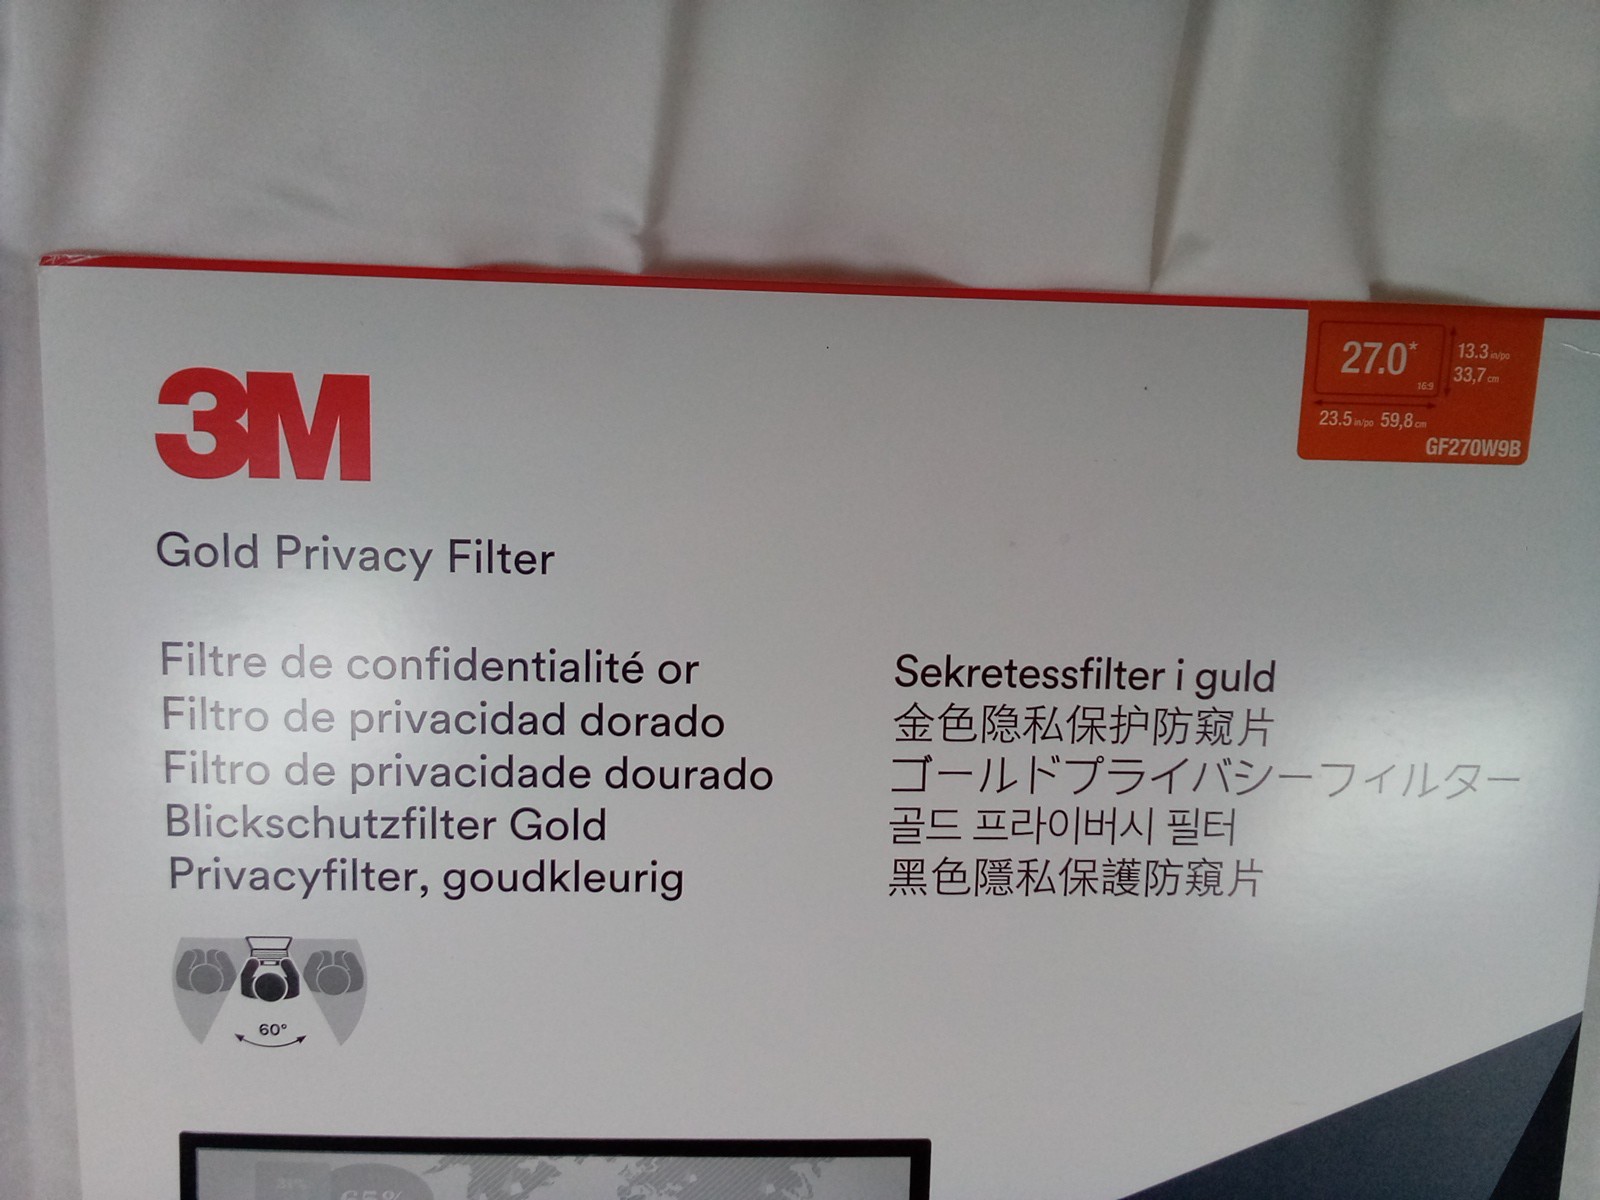 3M
27.0*
16:9
13.3 in/po
33,7 cm
23.5 in/po 59,8 cm
GF270W9B
Gold Privacy Filter
Filtre de confidentialité or
Filtro de privacidad dorado
Filtro de privacidade dourado
Blickschutzfilter Gold
Privacyfilter, goudkleurig
Sekretessfilter i guld
金色隐私保护防窥片
ゴールドプライバシーフィルター
골드 프라이버시 필터
黑色隱私保護防窺片
60°
65%